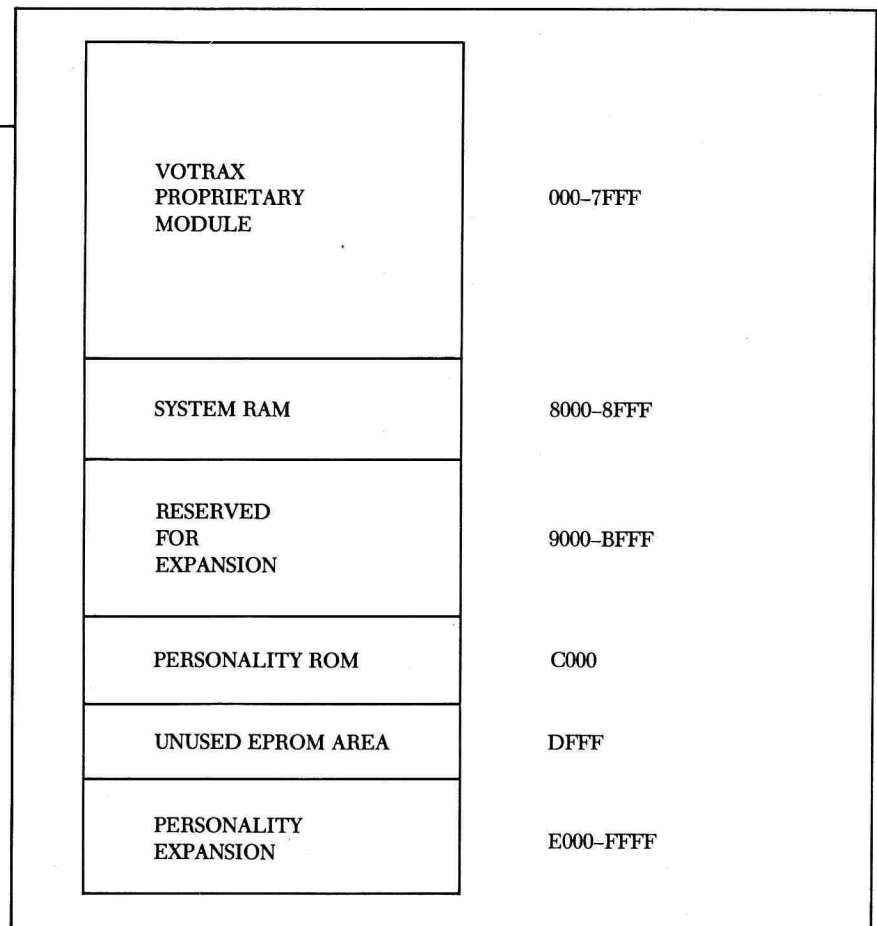 VOTRAX
PROPRIETARY
MODULE
000–7FFF
SYSTEM RAM
8000–8FFF
RESERVED
FOR
EXPANSION
9000–BFFF
PERSONALITY ROM
C000
UNUSED EPROM AREA
DFFF
PERSONALITY
EXPANSION
E000–FFFF